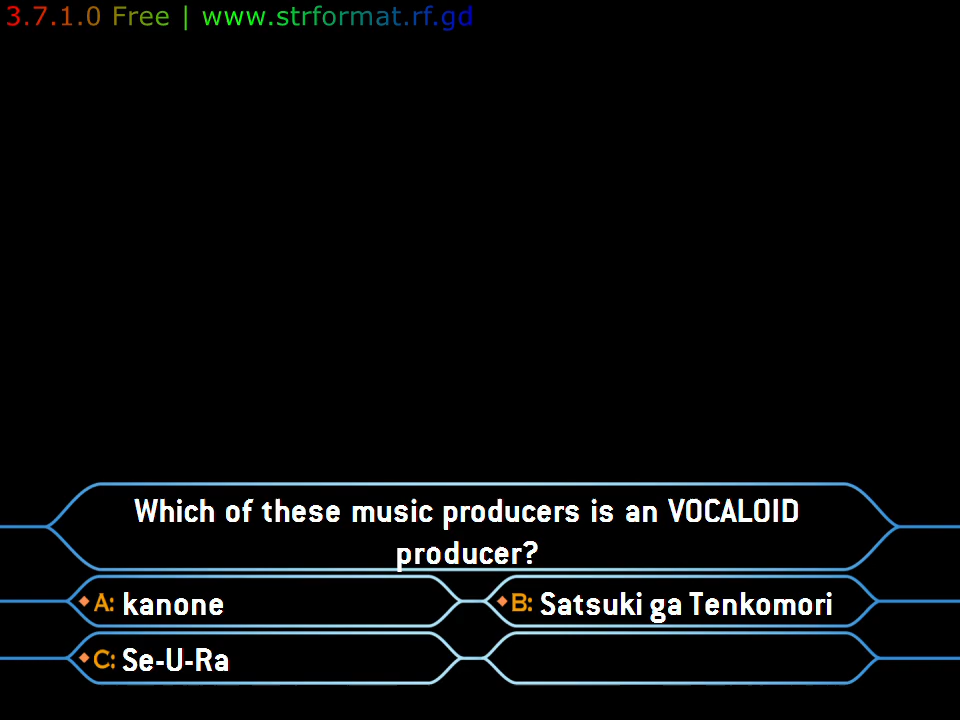 3.7.1.0 Free | www.strformat.rf.gd
Which of these music producers is an VOCALOID
producer?
A: kanone
B: Satsuki ga Tenkomori
C: Se-U-Ra